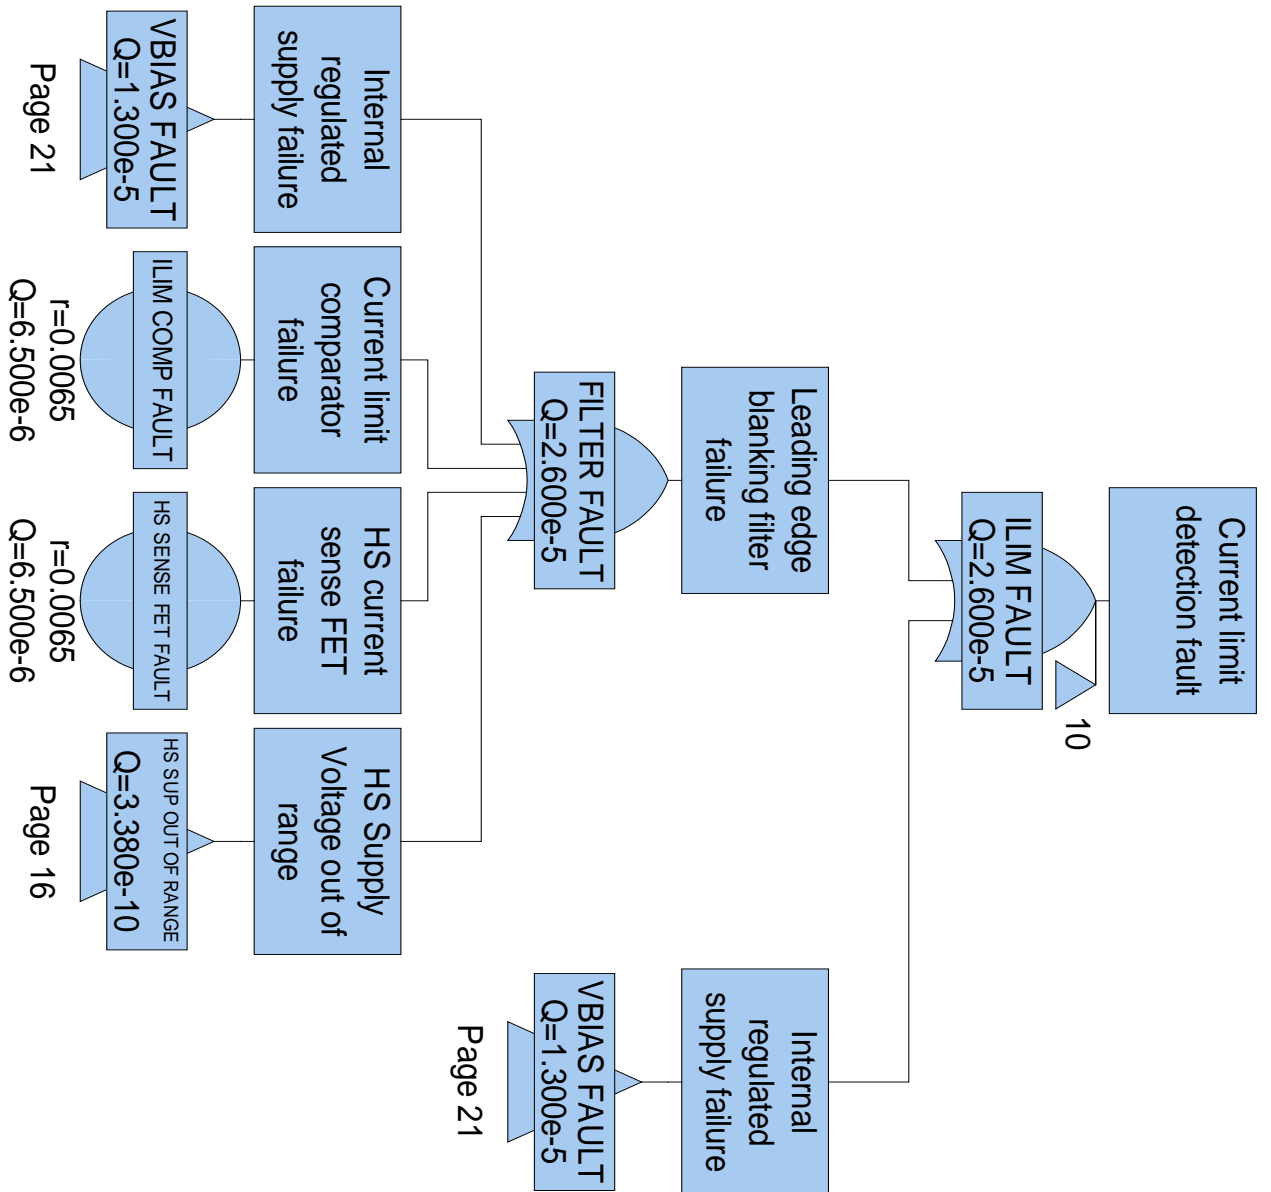 Current limit
detection fault
ILIM FAULT
Q=2.600e-5
10
Leading edge
blanking filter
failure
FILTER FAULT
Q=2.600e-5
Internal
regulated
supply failure
VBIAS FAULT
Q=1.300e-5
Page 21
Internal
regulated
supply failure
VBIAS FAULT
Q=1.300e-5
Page 21
Current limit
comparator
failure
ILIM COMP FAULT
r=0.0065
Q=6.500e-6
HS current
sense FET
failure
HS SENSE FET FAULT
r=0.0065
Q=6.500e-6
HS Supply
Voltage out of
range
HS SUP OUT OF RANGE
Q=3.380e-10
Page 16